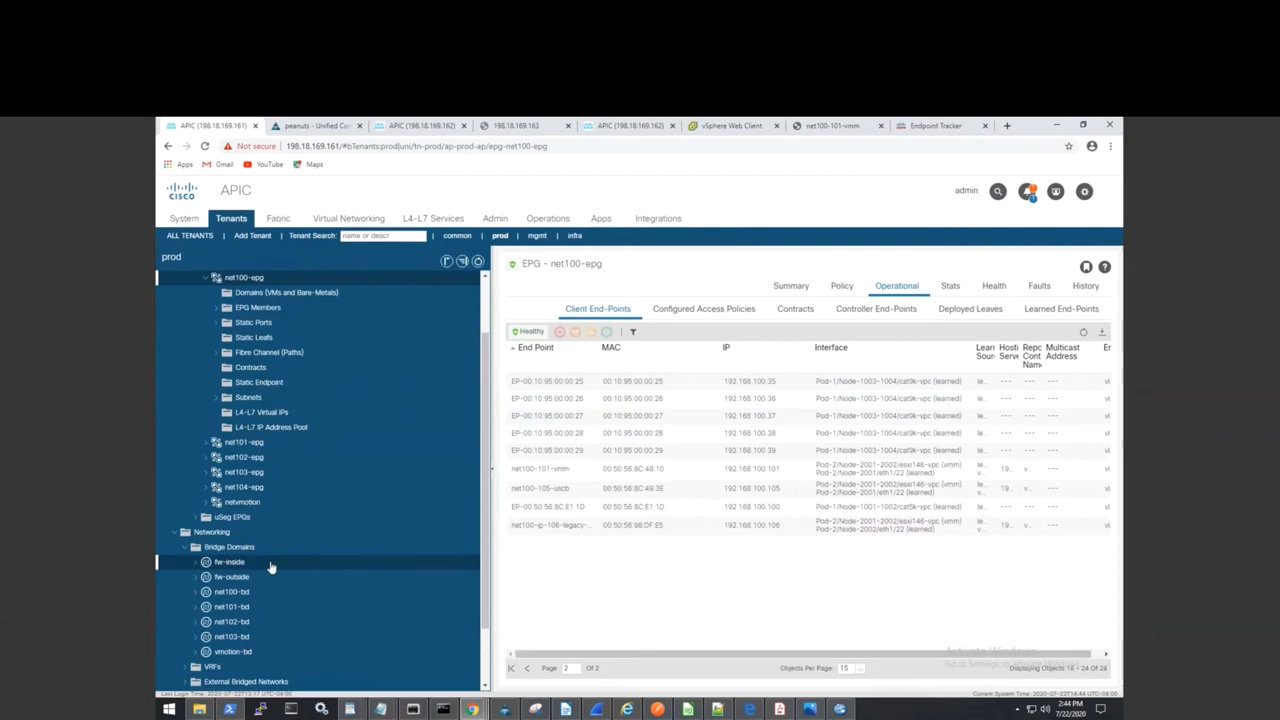 APIC (198.18.169.161) peanuts - Unified Co APIC (198.18.169.162) 198.18.169.163 APIC (198.18.169.162) vSphere Web Client net100-101-vmm Endpoint Tracker
Not secure 198.18.169.161/#bTenants:prod|uni/tn-prod/ap-prod-ap/epg-net100-epg
Apps Gmail YouTube Maps
CISCO APIC admin
System Tenants Fabric Virtual Networking L4-L7 Services Admin Operations Apps Integrations
ALL TENANTS | Add Tenant | Tenant Search: name or descr | common | prod | mgmt | infra
prod
net100-epg
Domains (VMs and Bare-Metals)
EPG Members
Static Ports
Static Leafs
Fibre Channel (Paths)
Contracts
Static Endpoint
Subnets
L4-L7 Virtual IPs
L4-L7 IP Address Pool
net101-epg
net102-epg
net103-epg
net104-epg
netvmotion
uSeg EPGs
Networking
Bridge Domains
fw-inside
fw-outside
net100-bd
net101-bd
net102-bd
net103-bd
vmotion-bd
VRFs
External Bridged Networks
EPG - net100-epg
Summary Policy Operational Stats Health Faults History
Client End-Points Configured Access Policies Contracts Controller End-Points Deployed Leaves Learned End-Points
Healthy
End Point MAC IP Interface Lear Sour Hosti Serve Repo Cont Name Multicast Address Er
EP-00:10:95:00:00:25 00:10:95:00:00:25 192.168.100.35 Pod-1/Node-1003-1004/cat9k-vpc (learned) le... --- --- --- vl
EP-00:10:95:00:00:26 00:10:95:00:00:26 192.168.100.36 Pod-1/Node-1003-1004/cat9k-vpc (learned) le... --- --- --- vl
EP-00:10:95:00:00:27 00:10:95:00:00:27 192.168.100.37 Pod-1/Node-1003-1004/cat9k-vpc (learned) le... --- --- --- vl
EP-00:10:95:00:00:28 00:10:95:00:00:28 192.168.100.38 Pod-1/Node-1003-1004/cat9k-vpc (learned) le... --- --- --- vl
EP-00:10:95:00:00:29 00:10:95:00:00:29 192.168.100.39 Pod-1/Node-1003-1004/cat9k-vpc (learned) le... --- --- --- vl
net100-101-vmm 00:50:56:8C:48:10 192.168.100.101 Pod-2/Node-2001-2002/esxi146-vpc (vmm) le... 19... v... --- vl
Pod-2/Node-2001/eth1/22 (learned)
net100-105-uscb 00:50:56:8C:49:3E 192.168.100.105 Pod-2/Node-2001-2002/esxi146-vpc (vmm) le... 19... v... --- vl
Pod-2/Node-2001/eth1/22 (learned)
EP-00:50:56:8C:E1:1D 00:50:56:8C:E1:1D 192.168.100.100 Pod-1/Node-1001-1002/cat5k-vpc (learned) le... --- --- --- vl
net100-ip-106-legacy-... 00:50:56:98:DF:E5 192.168.100.106 Pod-2/Node-2001-2002/esxi146-vpc (vmm) le... 19... v... --- vl
Pod-2/Node-2002/eth1/22 (learned)
Activate Windows
Go to Settings to
Page 2 Of 2 Objects Per Page: 15 Displaying Objects 16 - 24 Of 24
Last Login Time: 2020-07-22T13:17 UTC-04:00 Current System Time: 2020-07-22T14:44 UTC-04:00
2:44 PM
7/22/2020